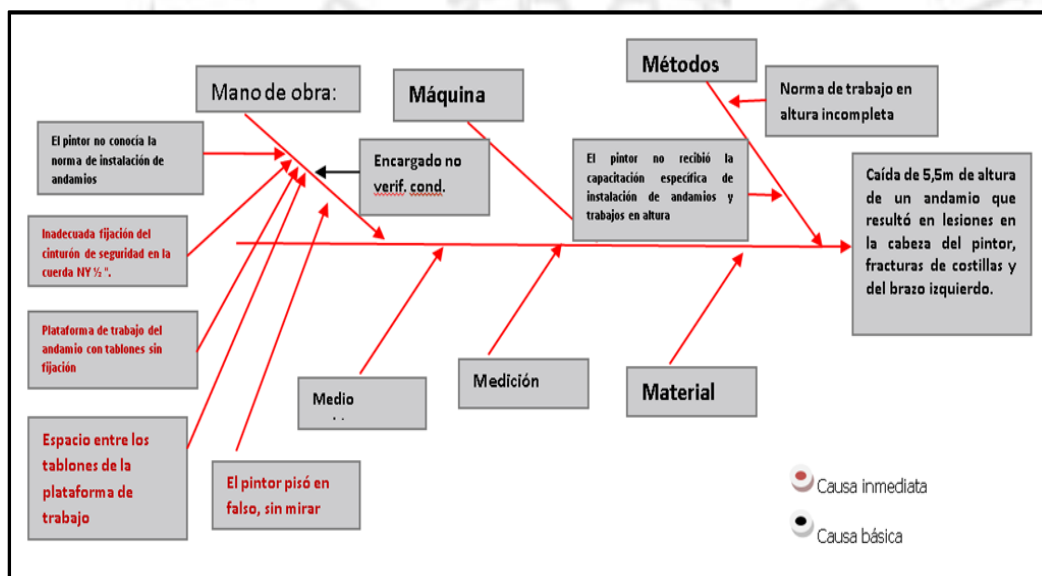 Mano de obra:
Máquina
Métodos
Norma de trabajo en
altura incompleta
El pintor no conocía la
norma de instalación de
andamios
Encargado no
verif. cond.
El pintor no recibió la
capacitación específica de
instalación de andamios y
trabajos en altura
Caída de 5,5m de altura
de un andamio que
resultó en lesiones en
la cabeza del pintor,
fracturas de costillas y
del brazo izquierdo.
Inadecuada fijación del
cinturón de seguridad en la
cuerda NY ½ ".
Plataforma de trabajo del
andamio con tablones sin
fijación
Espacio entre los
tablones de la
plataforma de
trabajo
El pintor pisó en
falso, sin mirar
Medio
Medición
Material
Causa inmediata
Causa básica